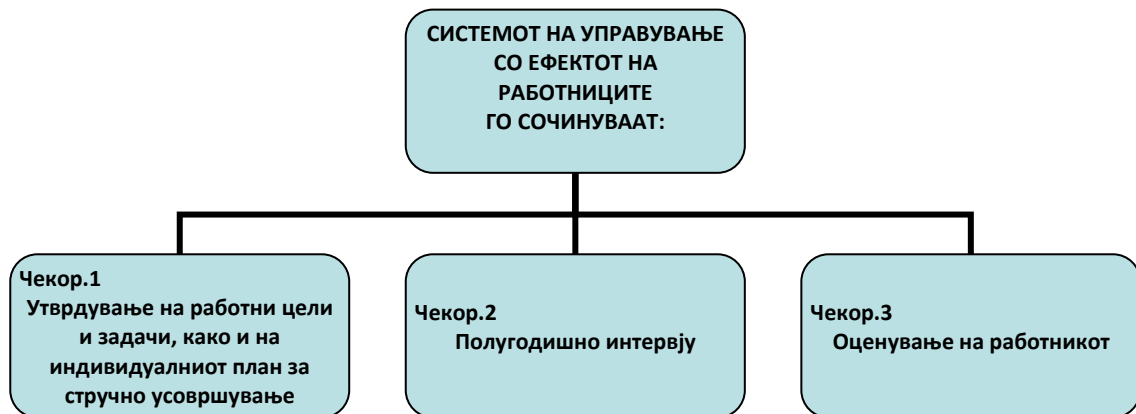 СИСТЕМОТ НА УПРАВУВАЊЕ
СО ЕФЕКТОТ НА
РАБОТНИЦИТЕ
ГО СОЧИНУВААТ:
Чекор.1
Утврдување на работни цели
и задачи, како и на
индивидуалниот план за
стручно усовршување
Чекор.2
Полугодишно интервју
Чекор.3
Оценување на работникот